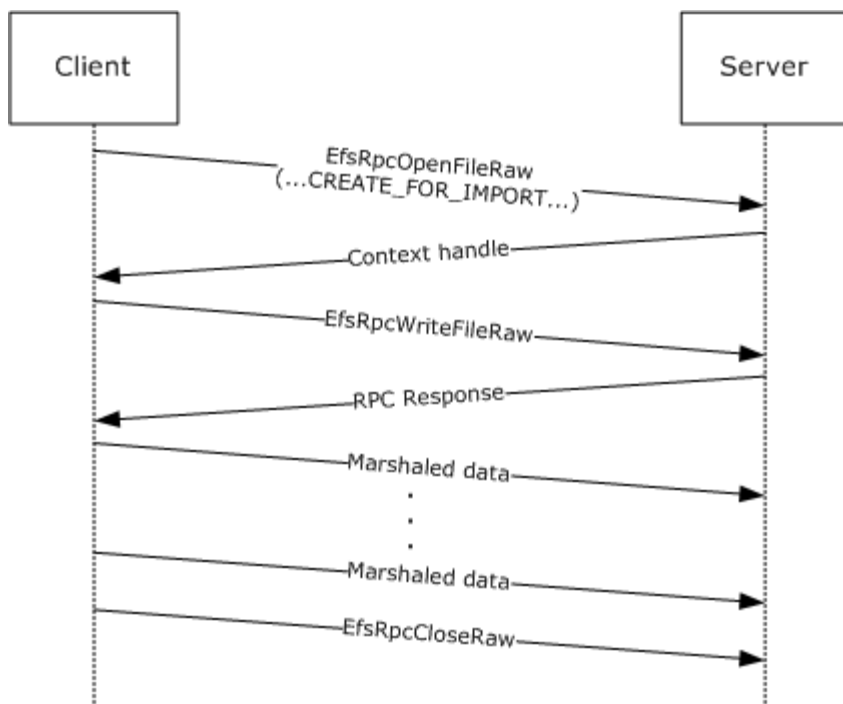 Client
Server
EfsRpcOpenFileRaw
(...CREATE_FOR_IMPORT...)
Context handle
EfsRpcWriteFileRaw
RPC Response
Marshaled data
.
.
.
Marshaled data
EfsRpcCloseRaw